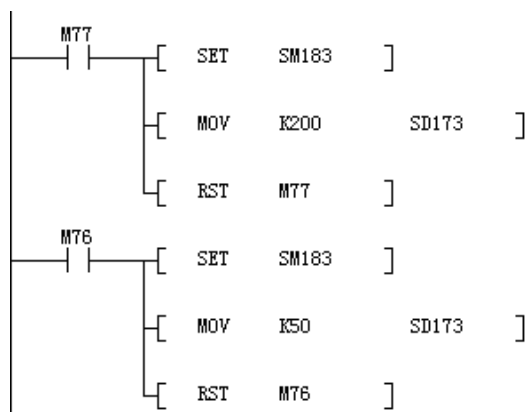 M77
[ SET SM183 ]
[ MOV K200 SD173 ]
[ RST M77 ]
M76
[ SET SM183 ]
[ MOV K50 SD173 ]
[ RST M76 ]